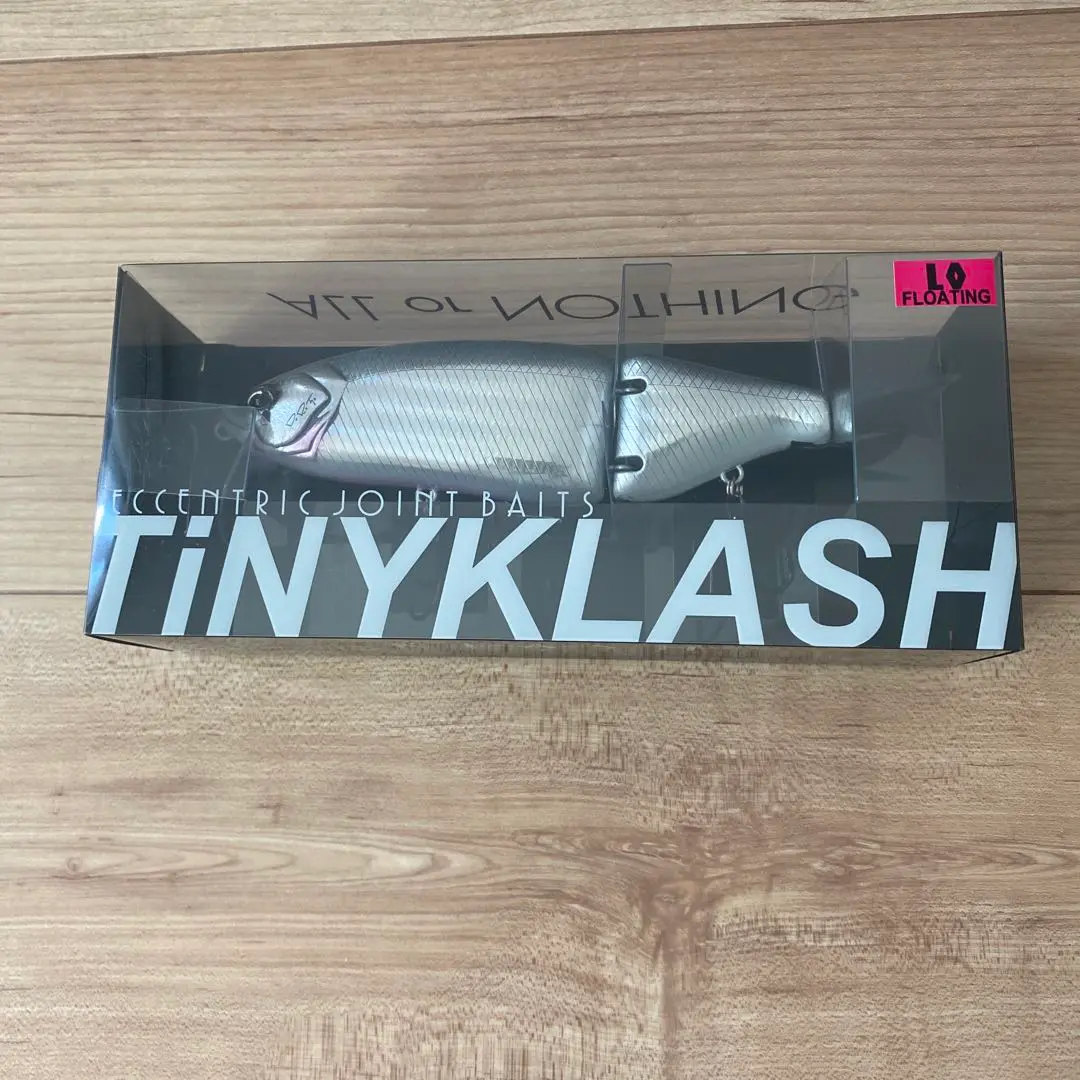 ALL or NOTHING
LO
FLOATING
ECCENTRIC JOINT BAITS
TiNYKLASH